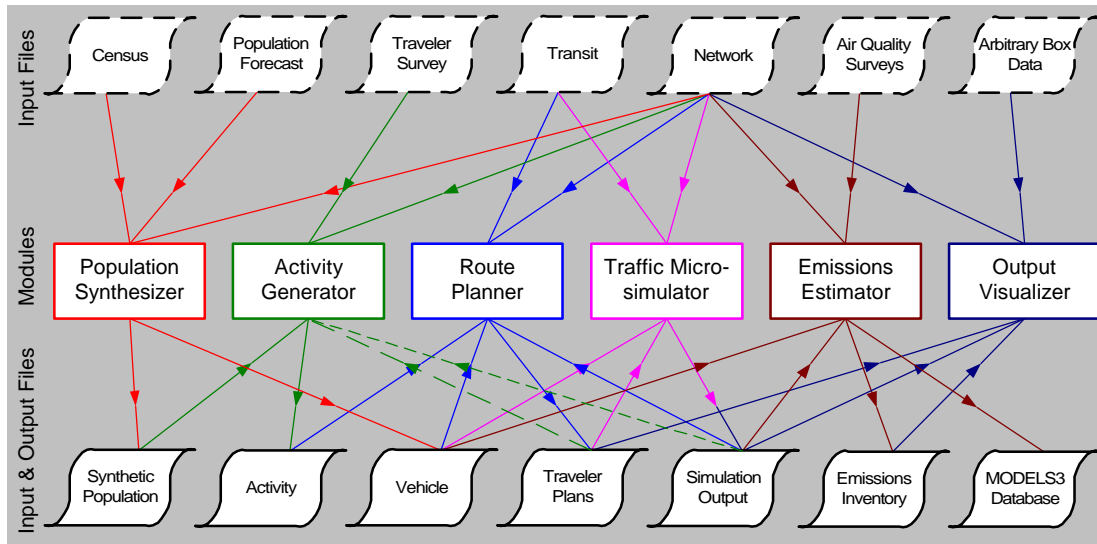 Input Files
Census
Population
Forecast
Traveler
Survey
Transit
Network
Air Quality
Surveys
Arbitrary Box
Data
Modules
Population
Synthesizer
Activity
Generator
Route
Planner
Traffic Micro-
simulator
Emissions
Estimator
Output
Visualizer
Input & Output Files
Synthetic
Population
Activity
Vehicle
Traveler
Plans
Simulation
Output
Emissions
Inventory
MODELS3
Database